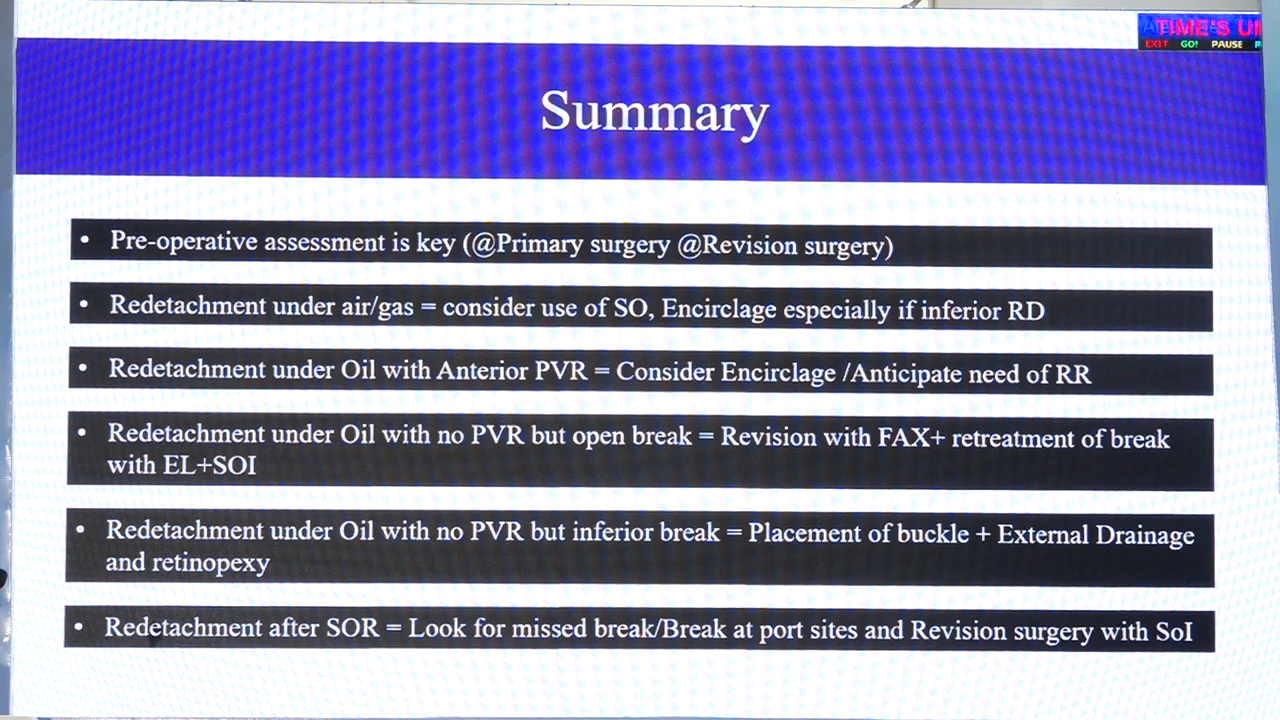 TIME'S U
EXIT GO! PAUSE
Summary
• Pre-operative assessment is key (@Primary surgery @Revision surgery)
• Redetachment under air/gas = consider use of SO, Encirclage especially if inferior RD
• Redetachment under Oil with Anterior PVR = Consider Encirclage /Anticipate need of RR
• Redetachment under Oil with no PVR but open break = Revision with FAX+ retreatment of break
with EL+SOI
• Redetachment under Oil with no PVR but inferior break = Placement of buckle + External Drainage
and retinopexy
• Redetachment after SOR = Look for missed break/Break at port sites and Revision surgery with SoI